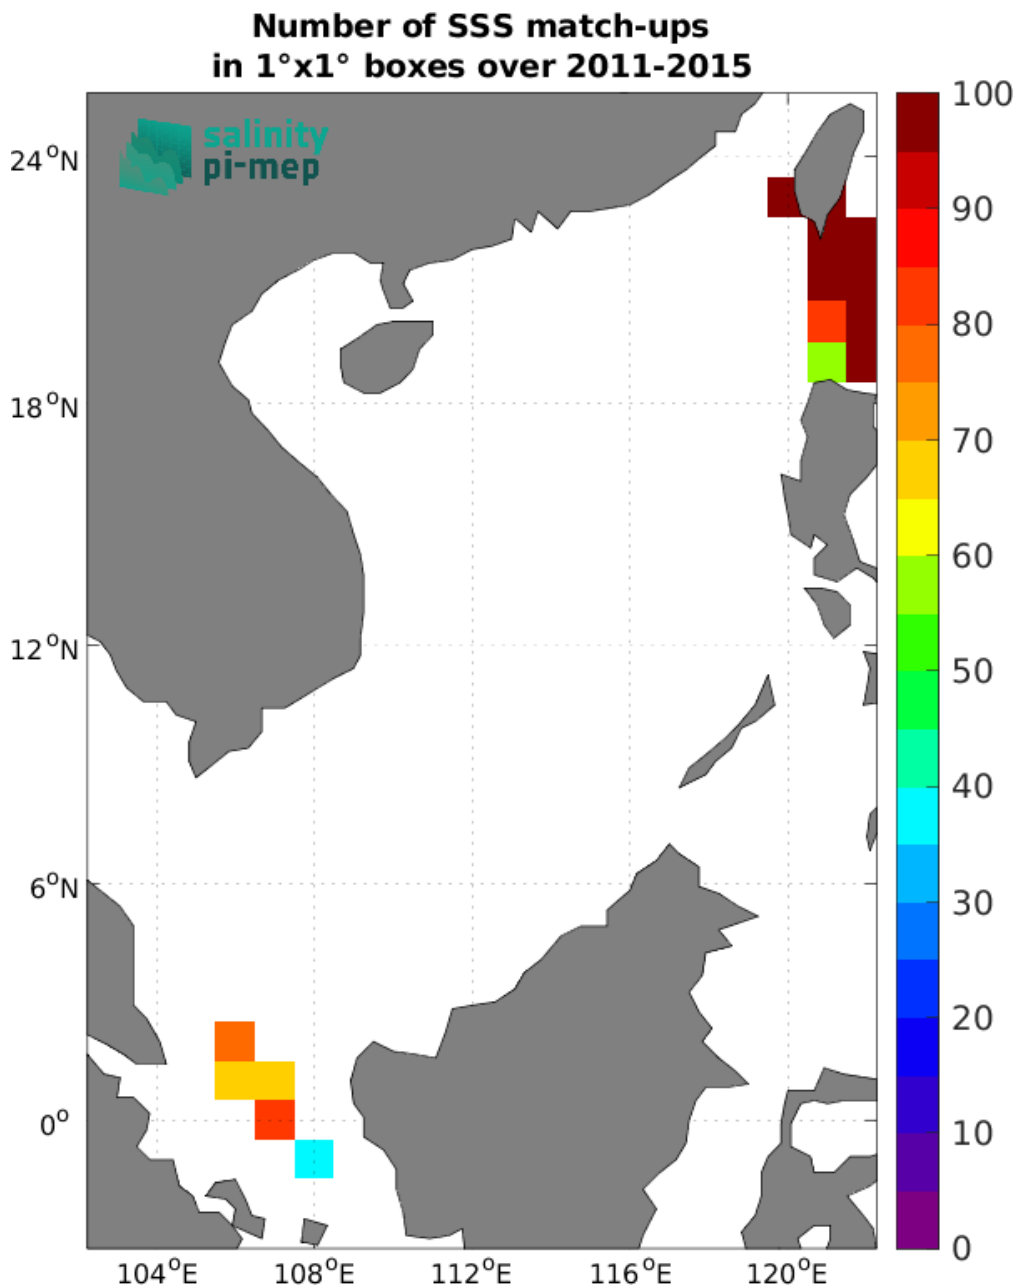 Number of SSS match-ups
in 1°x1° boxes over 2011-2015
salinity
pi-mep
24°N
18°N
12°N
6°N
0°
104°E 108°E 112°E 116°E 120°E
100
90
80
70
60
50
40
30
20
10
0